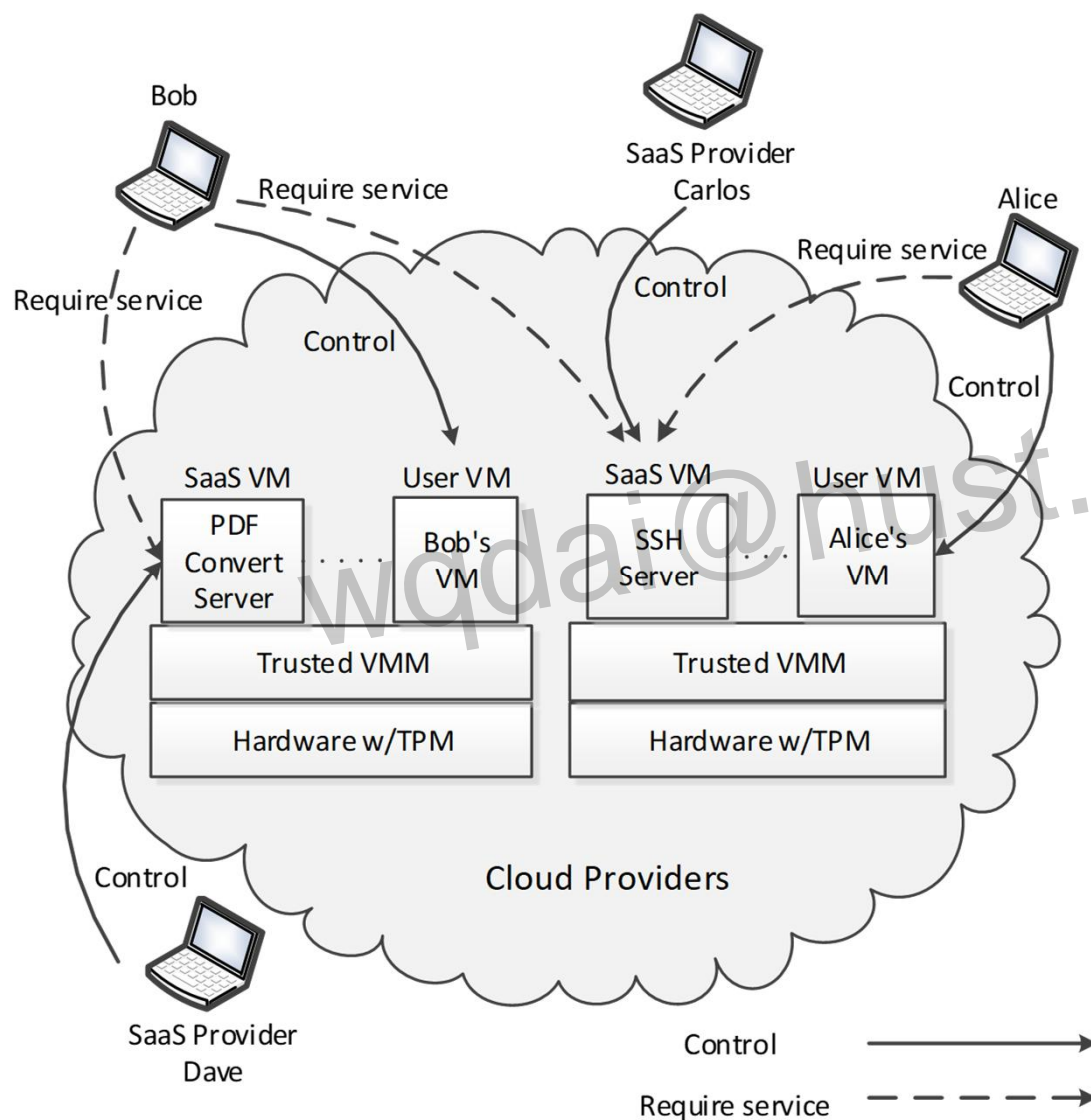 Bob
SaaS Provider
Carlos
Alice
Require service
Require service
Require service
Control
Control
Control
SaaS VM
User VM
SaaS VM
User VM
PDF
Convert
Server
. . . . . .
Bob's
VM
SSH
Server
. . . .
Alice's
VM
wqdai@hust.
Trusted VMM
Trusted VMM
Hardware w/TPM
Hardware w/TPM
Control
Cloud Providers
SaaS Provider
Dave
Control
Require service